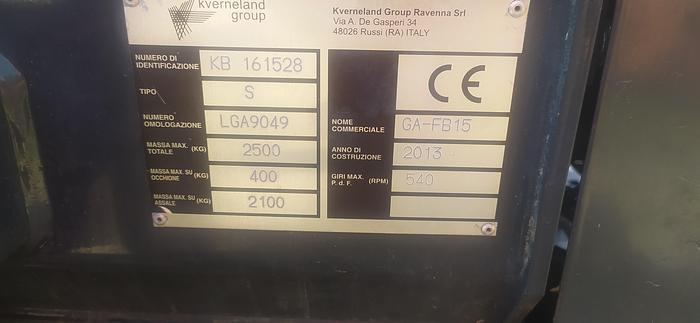 kverneland
group
Kverneland Group Ravenna Srl
Via A. De Gasperi 34
48026 Russi (RA) ITALY
NUMERO DI
IDENTIFICAZIONE KB 161528
TIPO S
NUMERO
OMOLOGAZIONE LGA9049
MASSA MAX. (KG)
TOTALE 2500
MASSA MAX. SU (KG)
OCCHIONE 400
MASSA MAX. SU (KG)
ASSALE 2100
CE
NOME
COMMERCIALE GA-FB15
ANNO DI
COSTRUZIONE 2013
GIRI MAX. (RPM)
P. d. F. 540